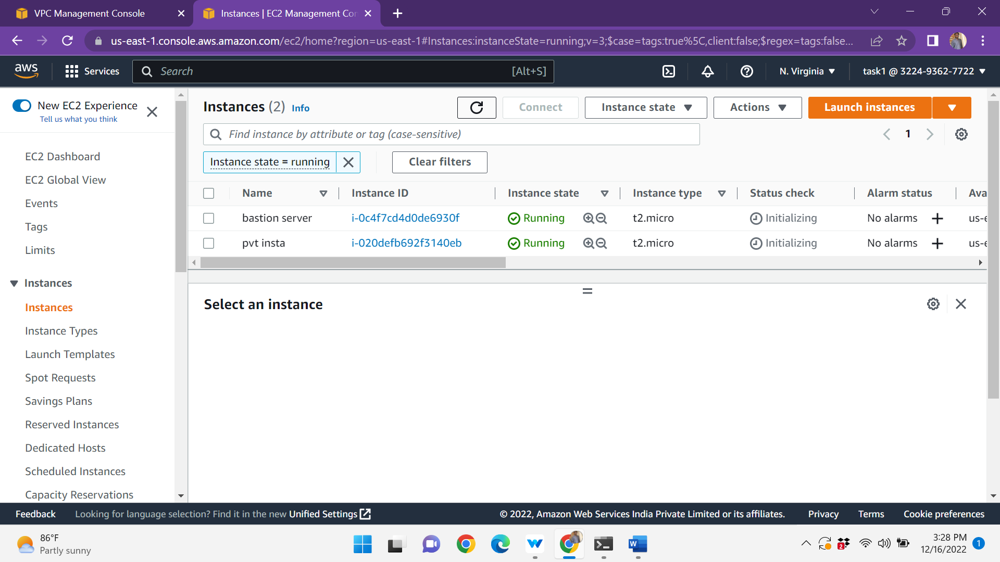 VPC Management Console
Instances | EC2 Management Con
us-east-1.console.aws.amazon.com/ec2/home?region=us-east-1#Instances:instanceState=running;v=3;$case=tags:true%5C,client:false;$regex=tags:false...
aws
Services
Search
[Alt+S]
N. Virginia
task1 @ 3224-9362-7722
New EC2 Experience
Tell us what you think
EC2 Dashboard
EC2 Global View
Events
Tags
Limits
Instances
Instances
Instance Types
Launch Templates
Spot Requests
Savings Plans
Reserved Instances
Dedicated Hosts
Scheduled Instances
Capacity Reservations
Instances (2) Info
Connect
Instance state
Actions
Launch instances
Find instance by attribute or tag (case-sensitive)
1
Instance state = running
Clear filters
Name Instance ID Instance state Instance type Status check Alarm status Ava
bastion server i-0c4f7cd4d0de6930f Running t2.micro Initializing No alarms + us-e
pvt insta i-020defb692f3140eb Running t2.micro Initializing No alarms + us-e
Select an instance
Feedback
Looking for language selection? Find it in the new Unified Settings
© 2022, Amazon Web Services India Private Limited or its affiliates.
Privacy
Terms
Cookie preferences
86°F
Partly sunny
W
2
3:28 PM
12/16/2022
1